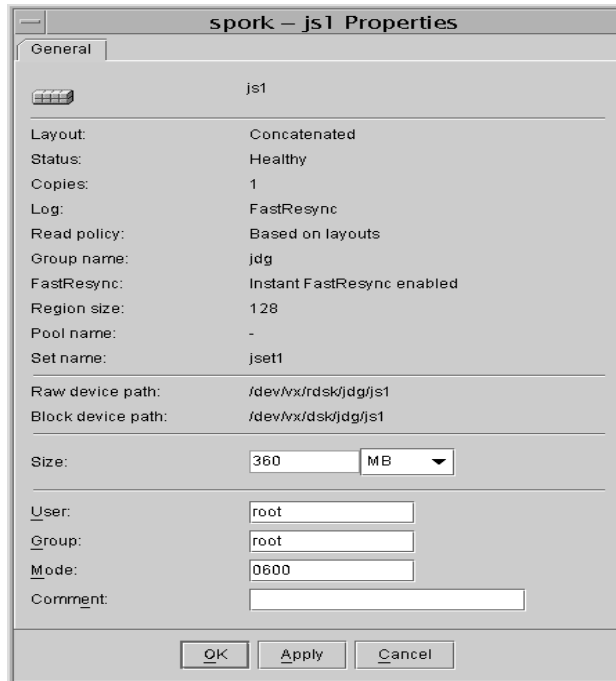 spork – js1 Properties
General
js1
Layout: Concatenated
Status: Healthy
Copies: 1
Log: FastResync
Read policy: Based on layouts
Group name: jdg
FastResync: Instant FastResync enabled
Region size: 128
Pool name: -
Set name: jset1
Raw device path: /dev/vx/rdsk/jdg/js1
Block device path: /dev/vx/dsk/jdg/js1
Size: 360 MB
User: root
Group: root
Mode: 0600
Comment:
OK Apply Cancel